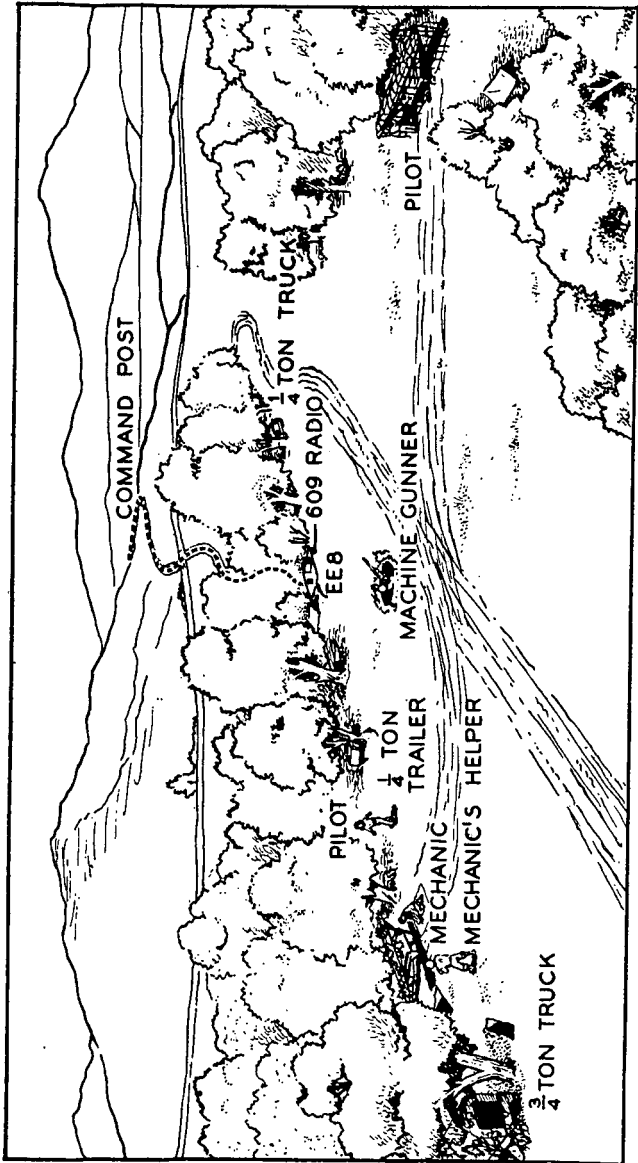 COMMAND POST
1/4 TON TRUCK
609 RADIO
EE8
PILOT
MACHINE GUNNER
1/4 TON
TRAILER
PILOT
MECHANIC
MECHANIC'S HELPER
3/4 TON TRUCK